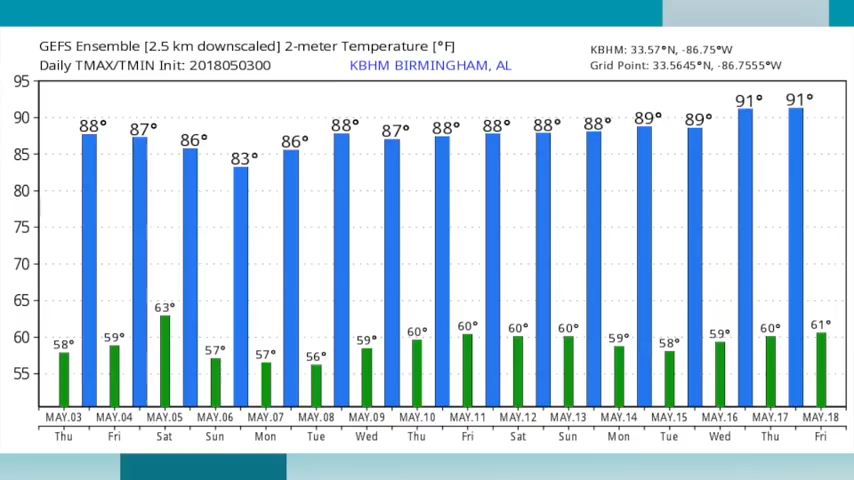 GEFS Ensemble [2.5 km downscaled] 2-meter Temperature [°F]
Daily TMAX/TMIN Init: 2018050300
KBHM BIRMINGHAM, AL
KBHM: 33.57°N, -86.75°W
Grid Point: 33.5645°N, -86.7555°W
95
90
85
80
75
70
65
60
55
88° 87° 86° 83° 86° 88° 87° 88° 88° 88° 88° 89° 89° 91° 91°
58° 59° 63° 57° 57° 56° 59° 60° 60° 60° 60° 59° 58° 59° 60° 61°
MAY.03 MAY.04 MAY.05 MAY.06 MAY.07 MAY.08 MAY.09 MAY.10 MAY.11 MAY.12 MAY.13 MAY.14 MAY.15 MAY.16 MAY.17 MAY.18
Thu Fri Sat Sun Mon Tue Wed Thu Fri Sat Sun Mon Tue Wed Thu Fri